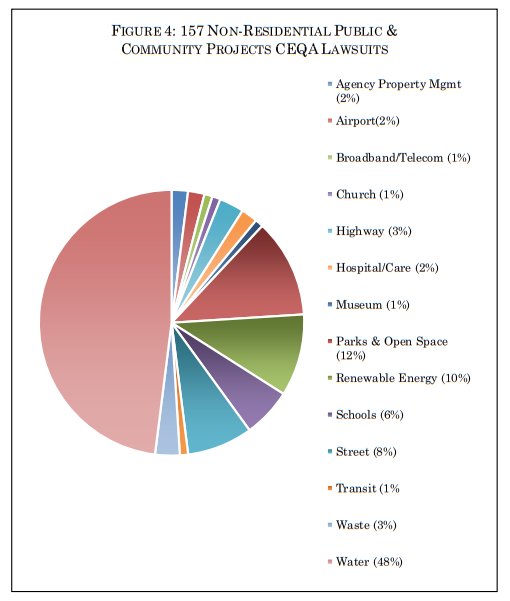 FIGURE 4: 157 NON-RESIDENTIAL PUBLIC &
COMMUNITY PROJECTS CEQA LAWSUITS
Agency Property Mgmt
(2%)
Airport(2%)
Broadband/Telecom (1%)
Church (1%)
Highway (3%)
Hospital/Care (2%)
Museum (1%)
Parks & Open Space
(12%)
Renewable Energy (10%)
Schools (6%)
Street (8%)
Transit (1%
Waste (3%)
Water (48%)